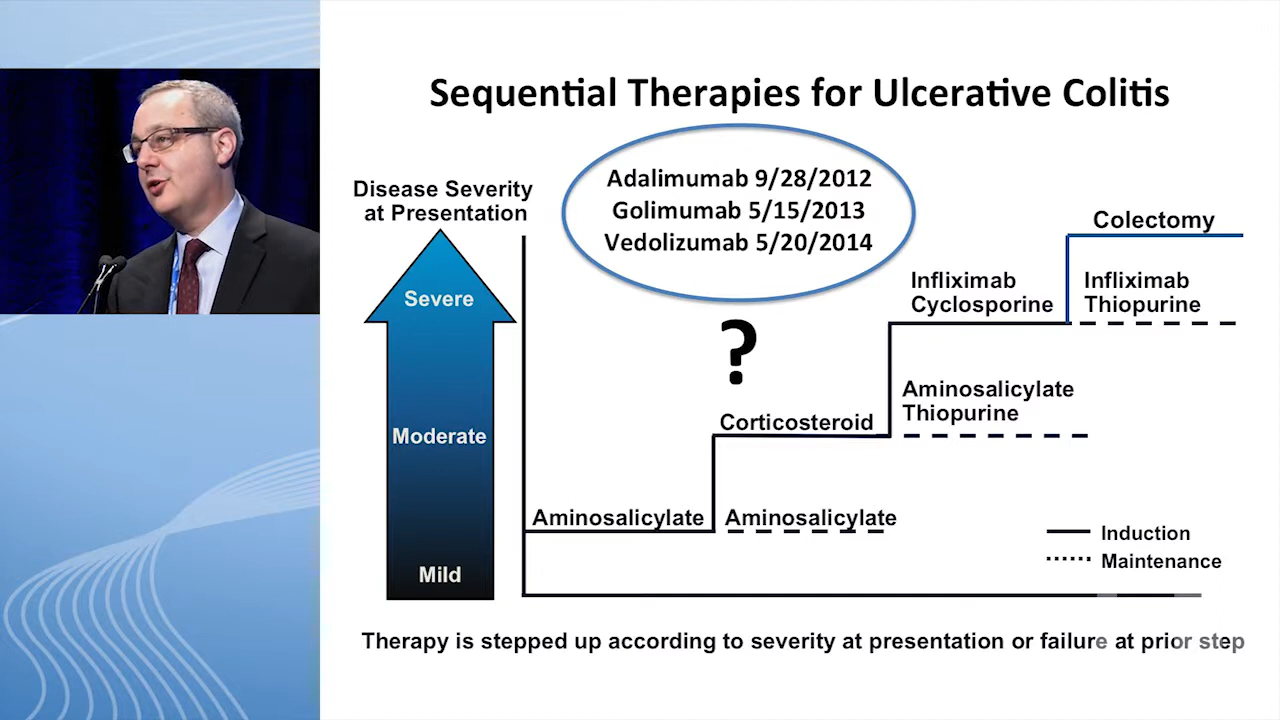 Sequential Therapies for Ulcerative Colitis
Adalimumab 9/28/2012
Golimumab 5/15/2013
Vedolizumab 5/20/2014
Disease Severity
at Presentation
Severe
Moderate
Mild
?
Colectomy
Infliximab
Cyclosporine
Infliximab
Thiopurine
Aminosalicylate
Thiopurine
Corticosteroid
Aminosalicylate
Aminosalicylate
Induction
Maintenance
Therapy is stepped up according to severity at presentation or failure at prior step